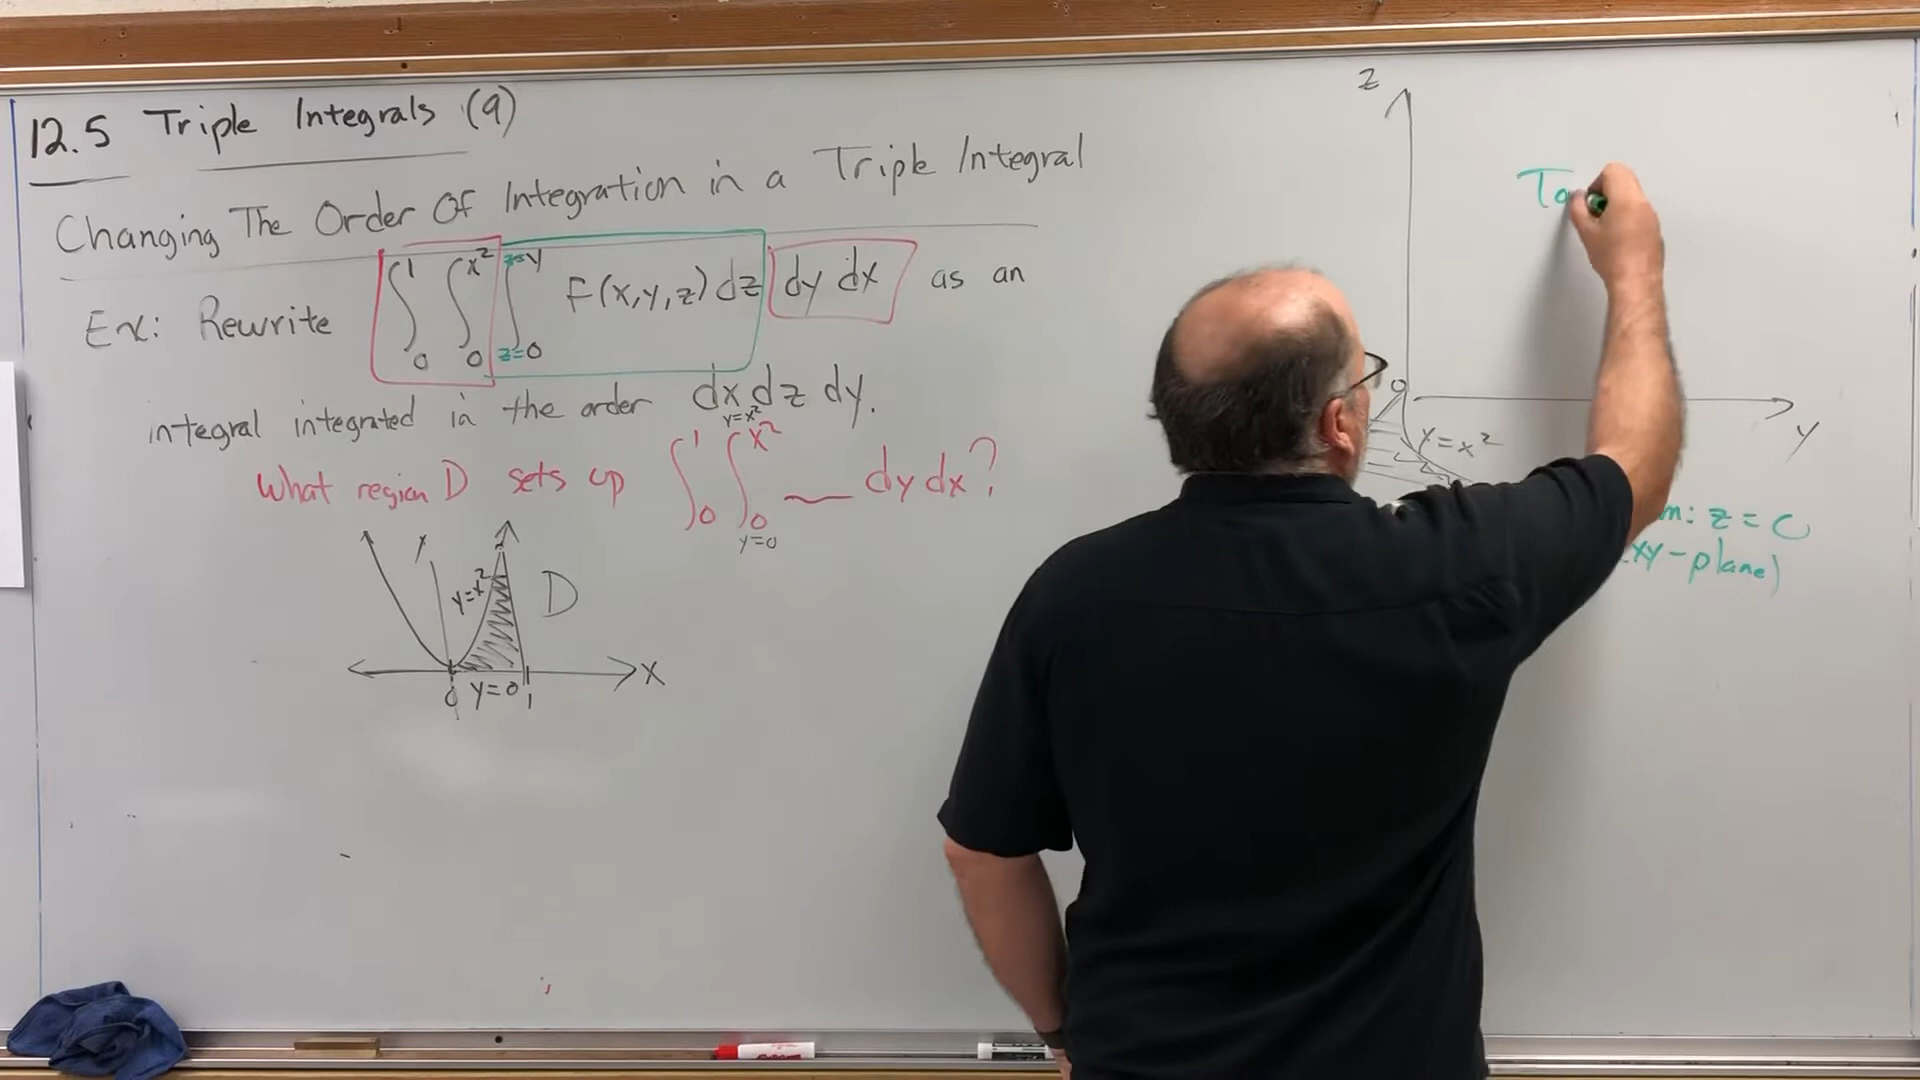 12.5 Triple Integrals (9)
Changing The Order Of Integration in a Triple Integral
Ex: Rewrite ∫₀¹ ∫₀^{x²} ∫_{z=0}^{z=y} F(x,y,z) dz dy dx as an
integral integrated in the order dx dz dy.
What region D sets up ∫₀¹ ∫_{y=0}^{y=x²} __ dy dx?
y
y=x²
D
0 y=0 1
x
z
To
0
y
y=x²
m: z=0
xy-plane)